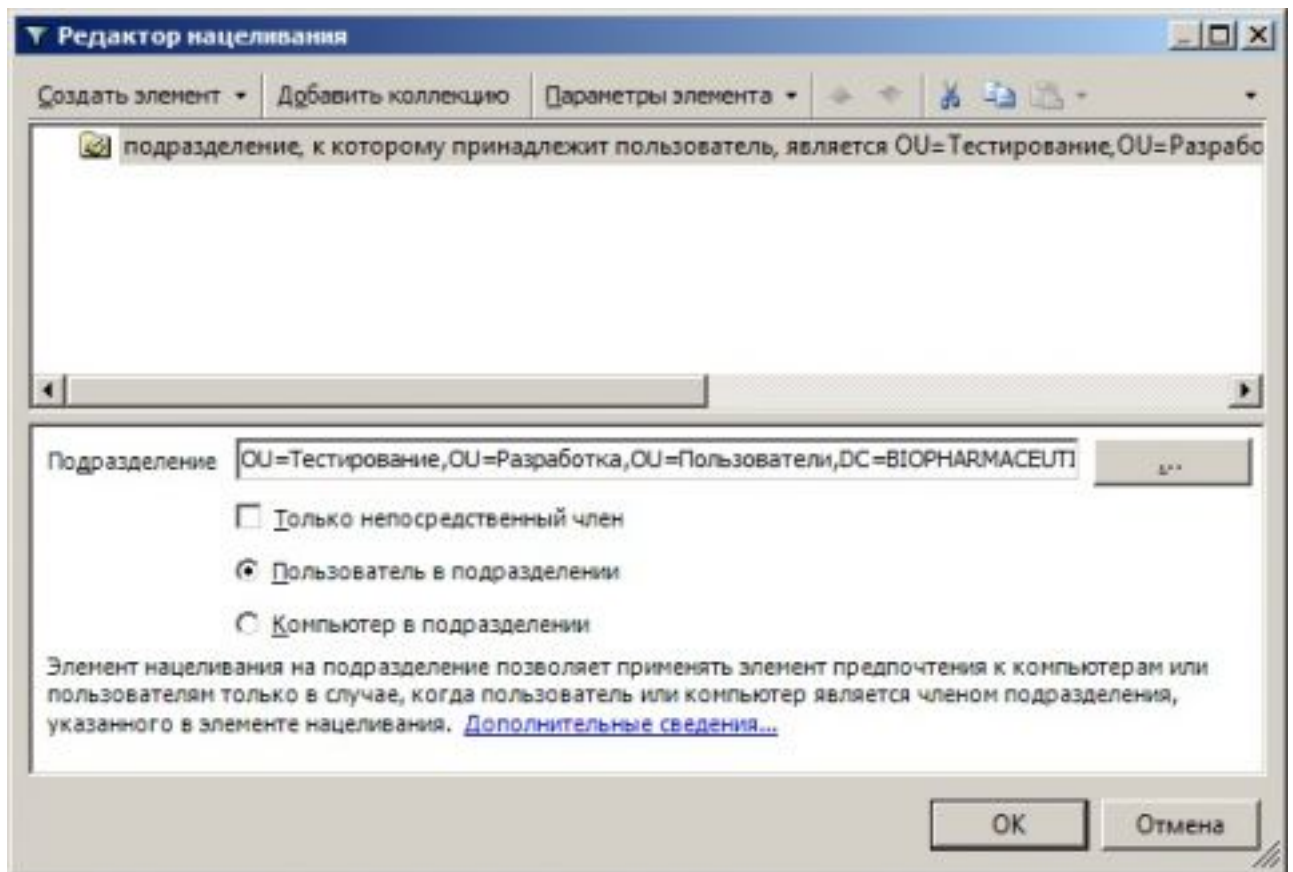 Редактор нацеливания
Создать элемент Добавить коллекцию Параметры элемента
подразделение, к которому принадлежит пользователь, является OU=Тестирование,OU=Разрабо
Подразделение OU=Тестирование,OU=Разработка,OU=Пользователи,DC=BIOPHARMACEUTI ...
Только непосредственный член
Пользователь в подразделении
Компьютер в подразделении
Элемент нацеливания на подразделение позволяет применять элемент предпочтения к компьютерам или
пользователям только в случае, когда пользователь или компьютер является членом подразделения,
указанного в элементе нацеливания. Дополнительные сведения...
ОК Отмена